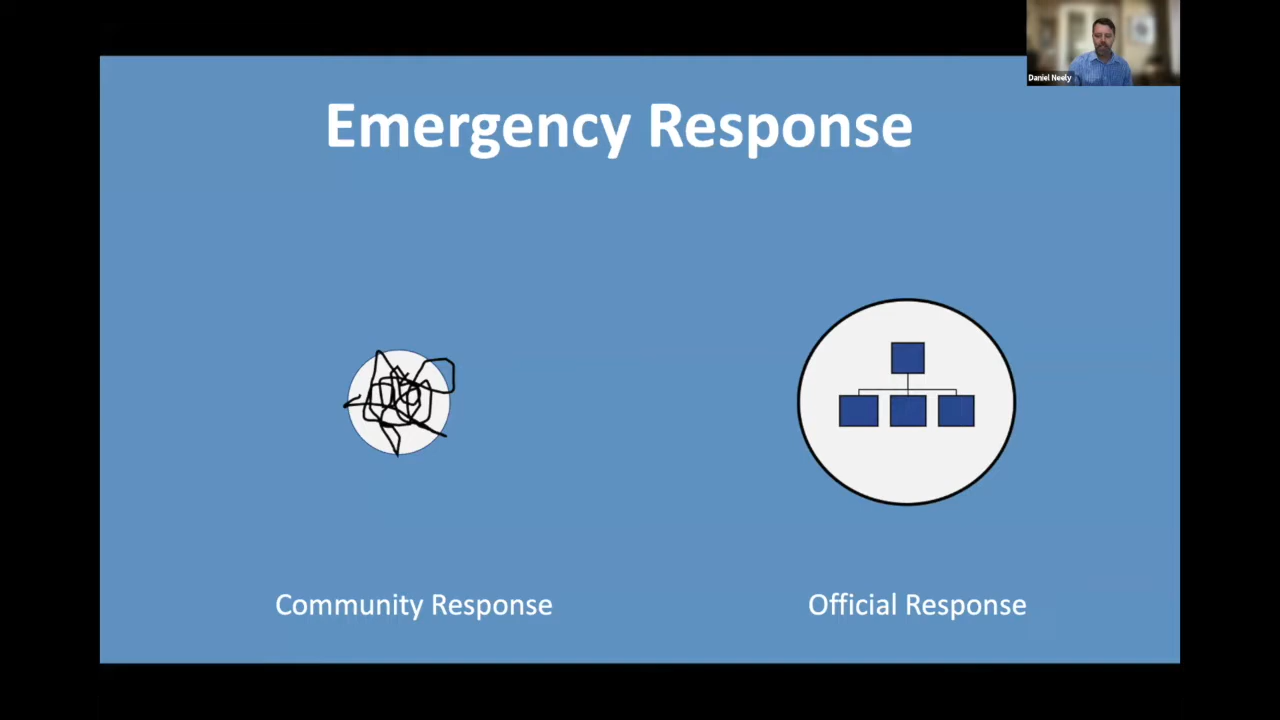 Daniel Neely
Emergency Response
Community Response
Official Response